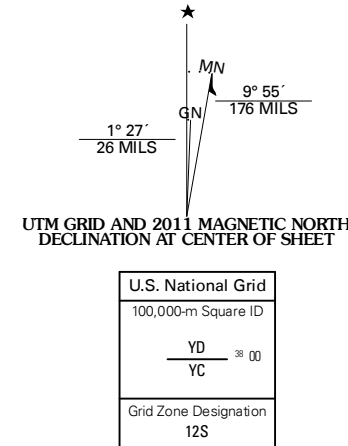 ★
MN
9° 55´
176 MILS
GN
1° 27´
26 MILS
UTM GRID AND 2011 MAGNETIC NORTH
DECLINATION AT CENTER OF SHEET
U.S. National Grid
100,000-m Square ID
YD
38 00
YC
Grid Zone Designation
12S